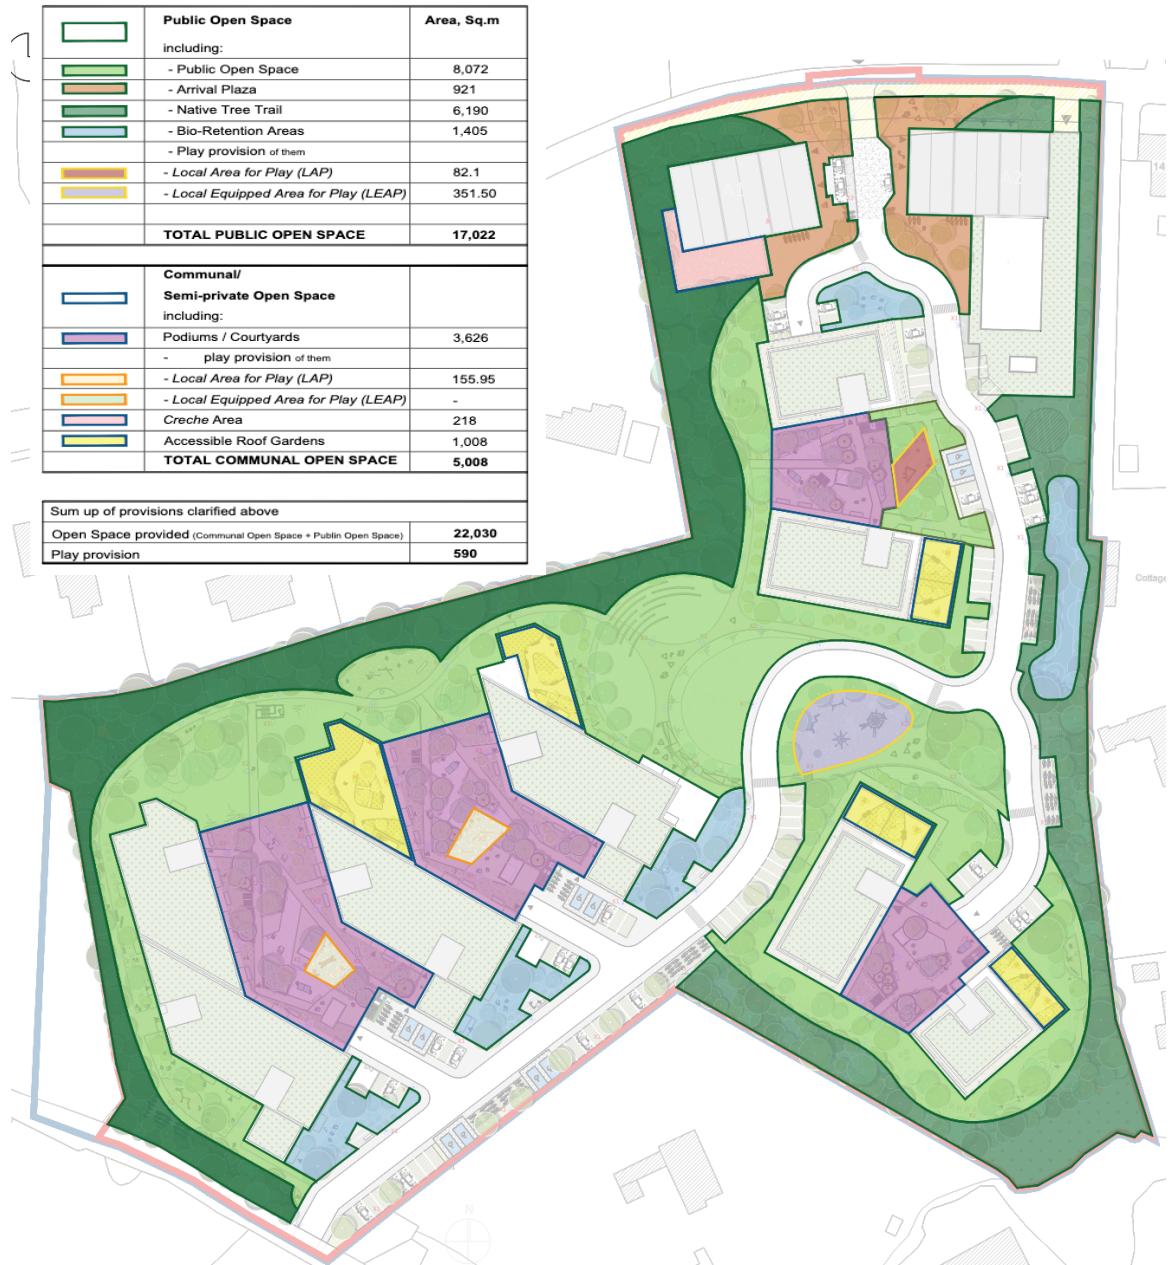 Public Open Space Area, Sq.m
including:
- Public Open Space 8,072
- Arrival Plaza 921
- Native Tree Trail 6,190
- Bio-Retention Areas 1,405
- Play provision of them
- Local Area for Play (LAP) 82.1
- Local Equipped Area for Play (LEAP) 351.50
TOTAL PUBLIC OPEN SPACE 17,022
Communal/
Semi-private Open Space
including:
Podiums / Courtyards 3,626
- play provision of them
- Local Area for Play (LAP) 155.95
- Local Equipped Area for Play (LEAP) -
Creche Area 218
Accessible Roof Gardens 1,008
TOTAL COMMUNAL OPEN SPACE 5,008
Sum up of provisions clarified above
Open Space provided (Communal Open Space + Publin Open Space) 22,030
Play provision 590
14
Cottage
N